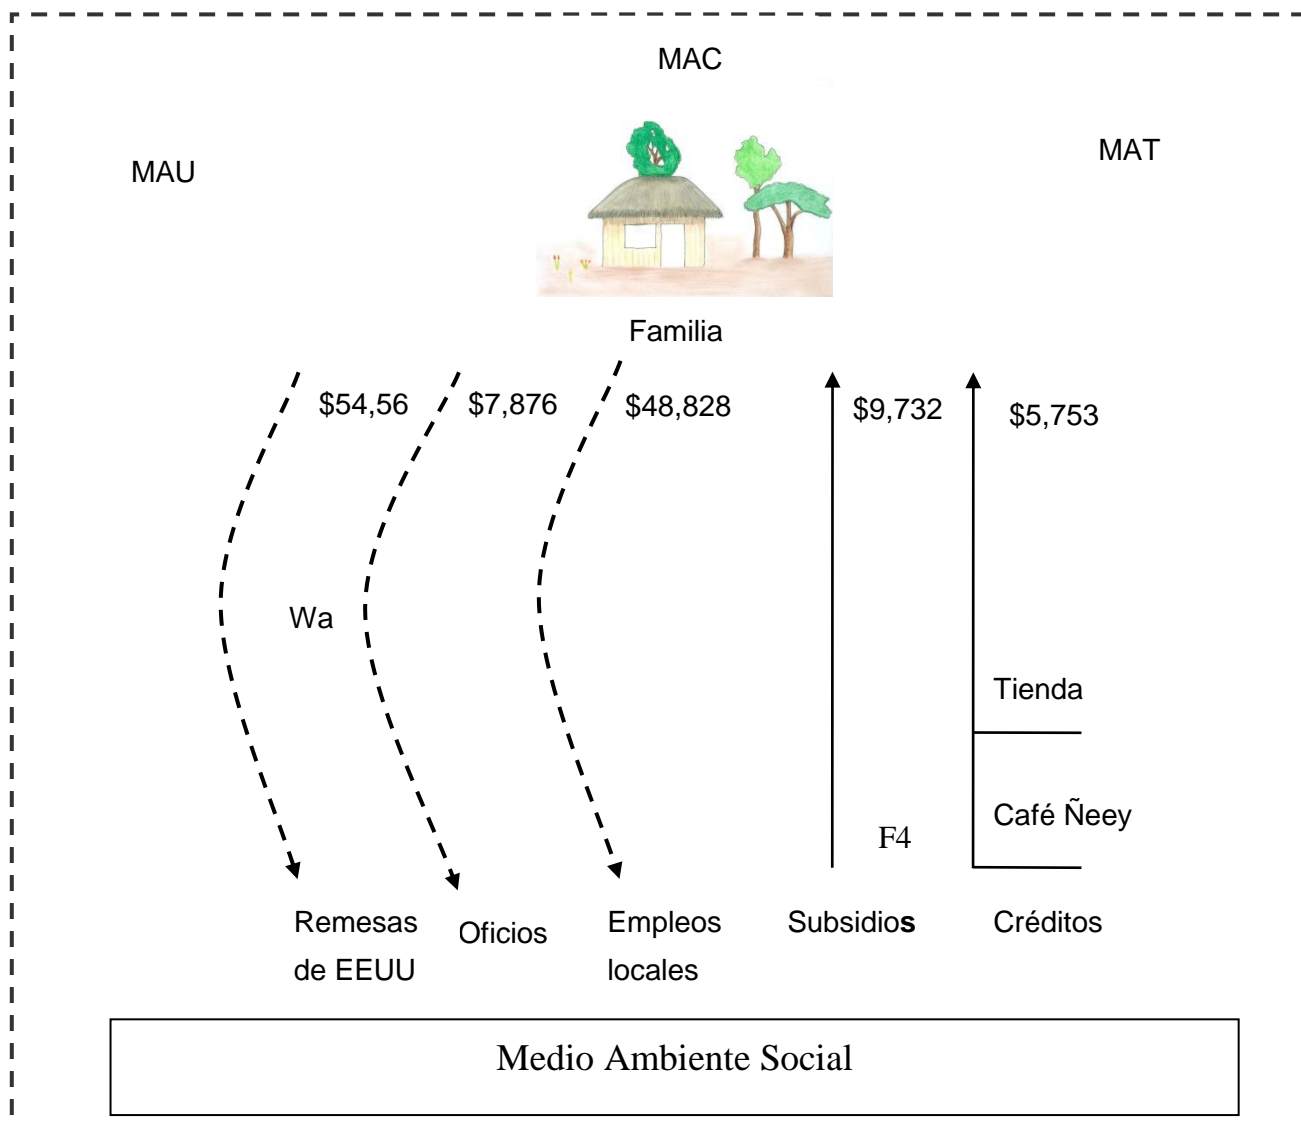 MAC
MAU
MAT
Familia
$54,56
$7,876
$48,828
$9,732
$5,753
Wa
Tienda
Café Ñeey
F4
Remesas
de EEUU
Oficios
Empleos
locales
Subsidios
Créditos
Medio Ambiente Social